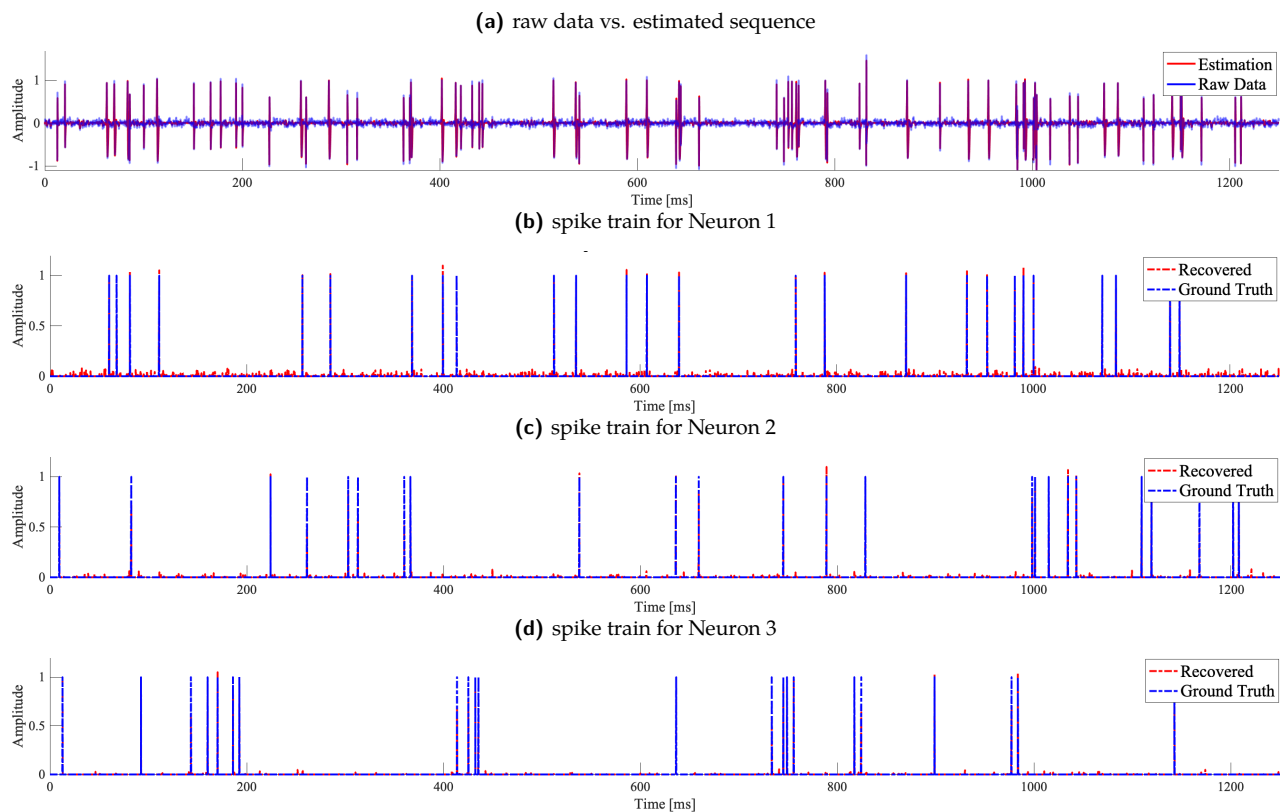 (a) raw data vs. estimated sequence
Amplitude
1
0
-1
Estimation
Raw Data
0 200 400 600 800 1000 1200
Time [ms]
(b) spike train for Neuron 1
Amplitude
1
0.5
0
Recovered
Ground Truth
0 200 400 600 800 1000 1200
Time [ms]
(c) spike train for Neuron 2
Amplitude
1
0.5
0
Recovered
Ground Truth
0 200 400 600 800 1000 1200
Time [ms]
(d) spike train for Neuron 3
Amplitude
1
0.5
0
Recovered
Ground Truth
0 200 400 600 800 1000 1200
Time [ms]